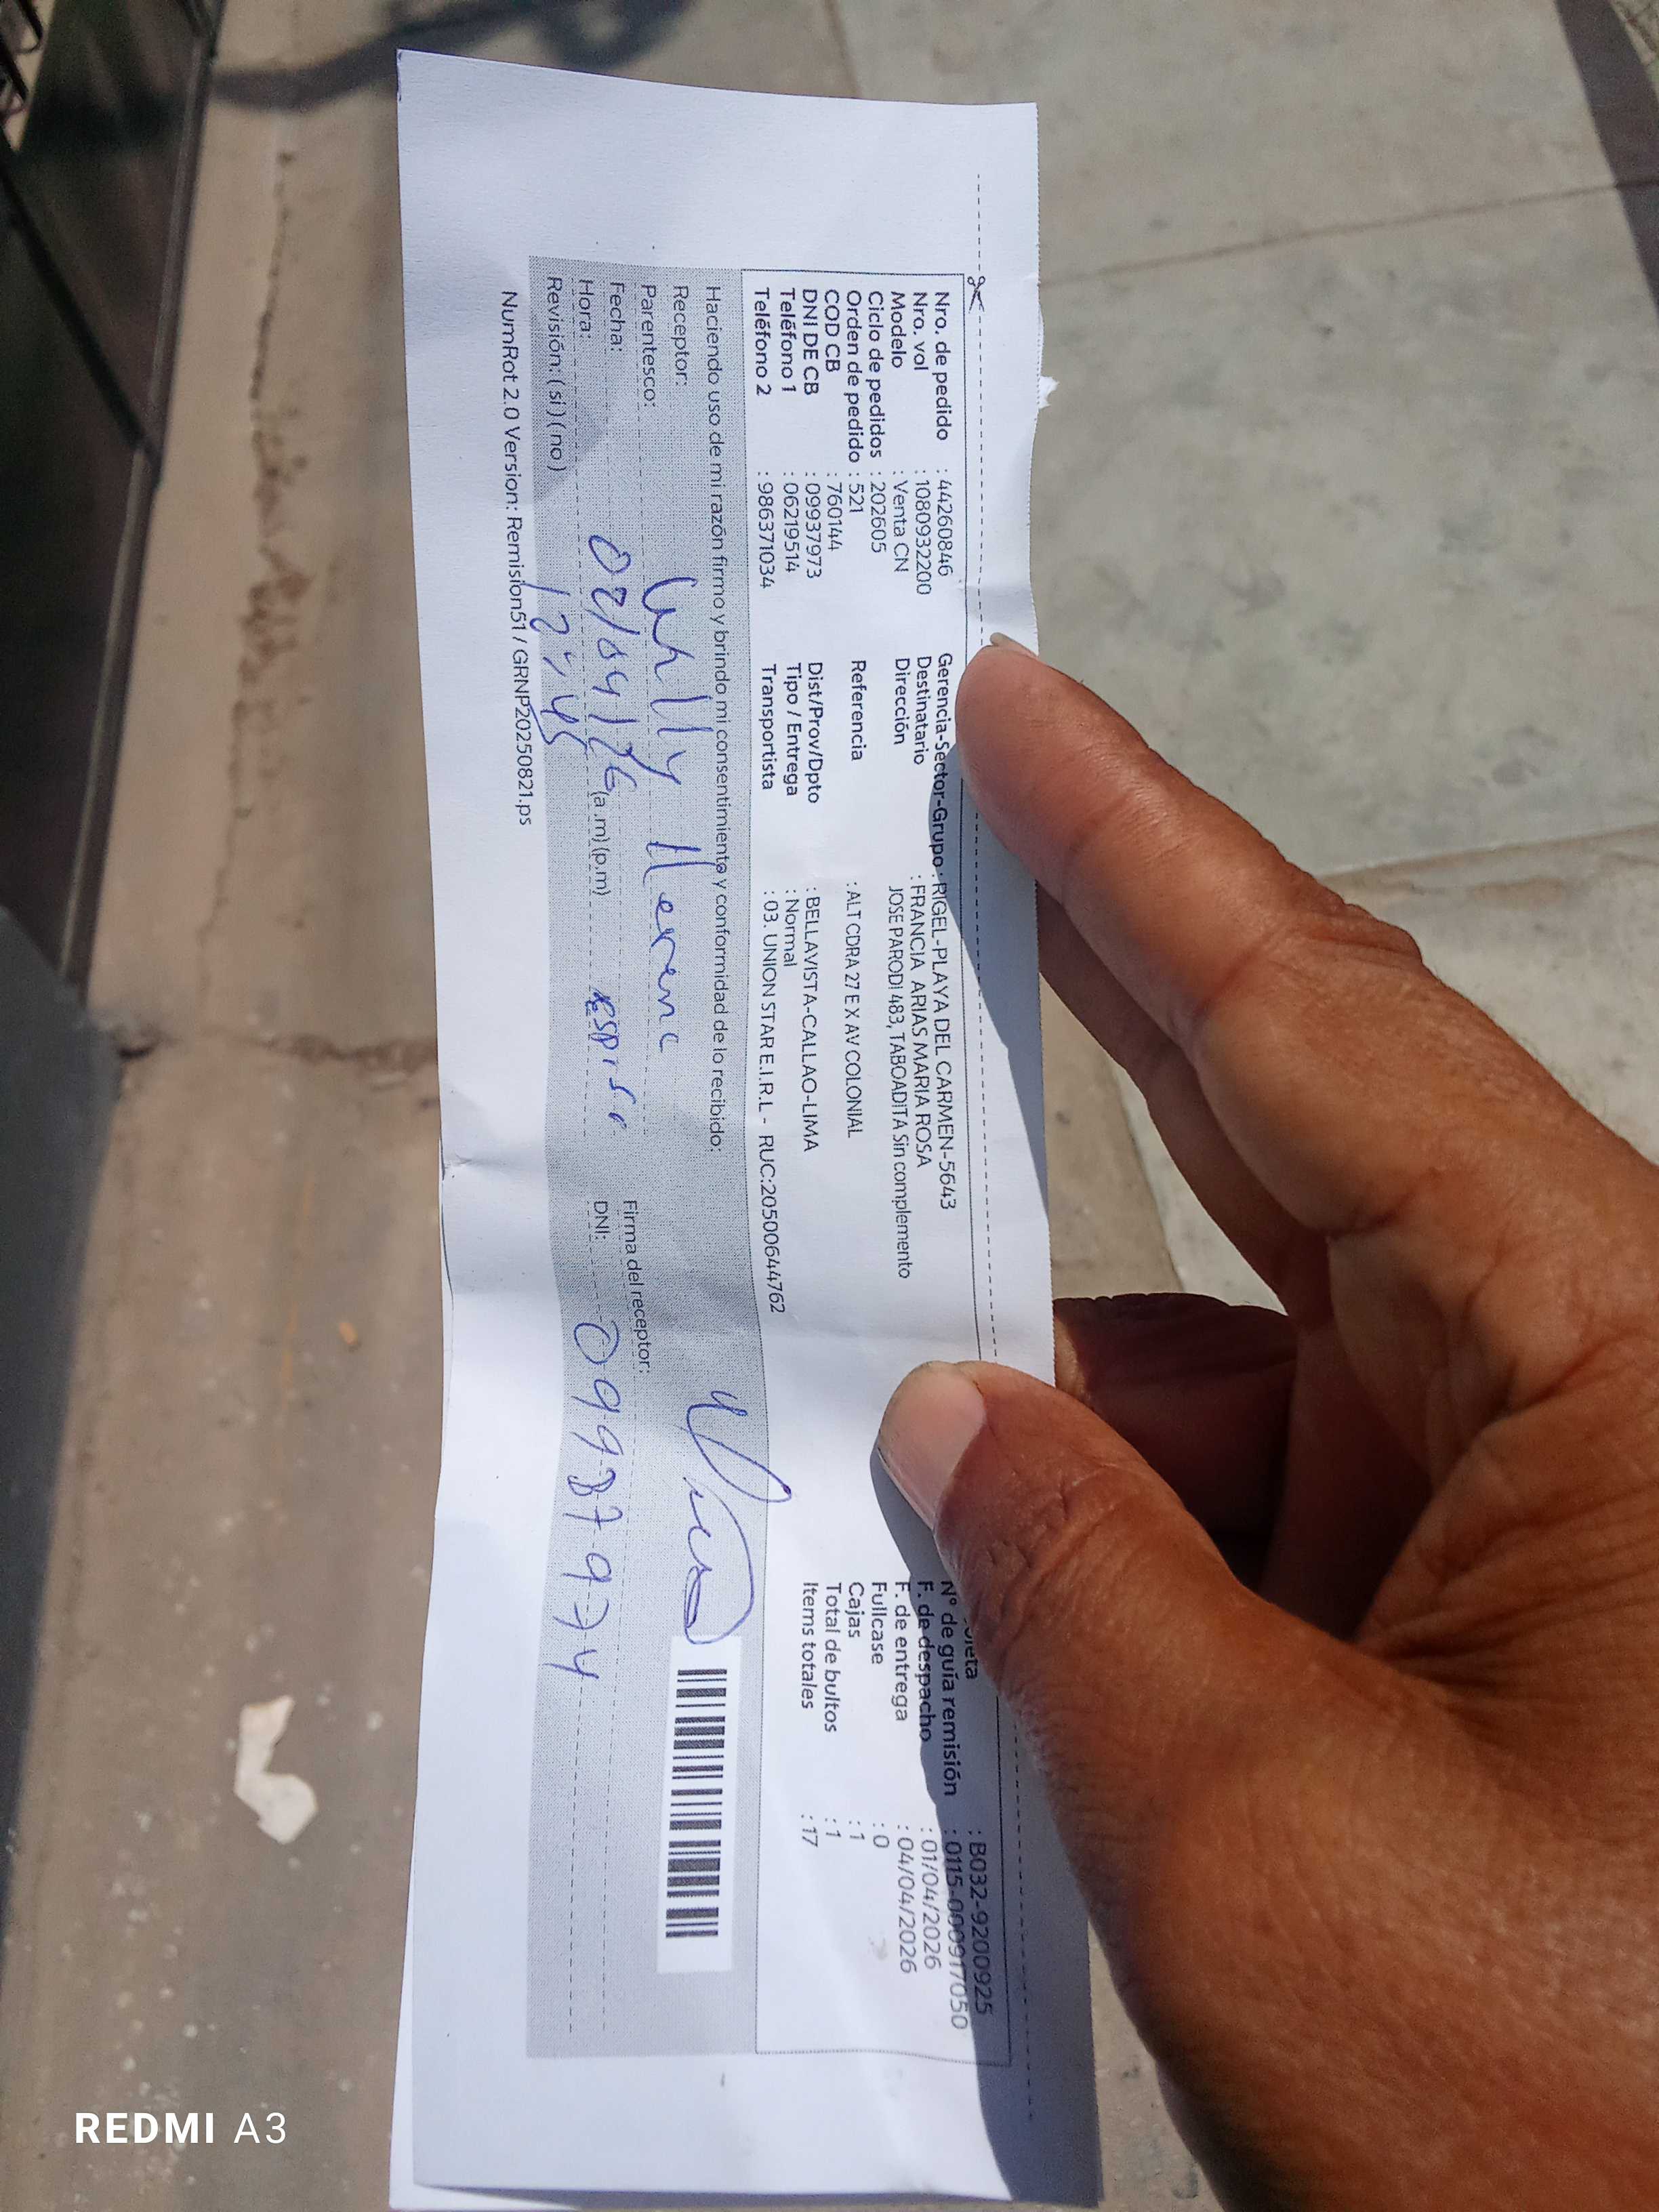 Boleta : B032-9200925
Nro. de pedido : 44260846 Gerencia-Sector-Grupo : RIGEL-PLAYA DEL CARMEN-5643 N° de guía remisión : 0115-000917050
Nro. vol : 1080932200 Destinatario : FRANCIA ARIAS MARIA ROSA F. de despacho : 01/04/2026
Modelo : Venta CN Dirección JOSE PARODI 483, TABOADITA Sin complemento F. de entrega : 04/04/2026
Ciclo de pedidos : 202605 Fullcase : 0
Orden de pedido : 521 Referencia : ALT CDRA 27 E X AV COLONIAL Cajas : 1
COD CB : 760144 Total de bultos : 1
DNI DE CB : 09937973 Dist/Prov/Dpto : BELLAVISTA-CALLAO-LIMA Items totales : 17
Teléfono 1 : 06219514 Tipo / Entrega : Normal
Teléfono 2 : 986371034 Transportista : 03. UNION STAR E.I.R.L - RUC:20500644762
Haciendo uso de mi razón firmo y brindo mi consentimiento y conformidad de lo recibido:
Receptor: Willy Llerena
Parentesco: Firma del receptor:
Fecha: 02/04/26 DNI: 09987974
Hora: 12:45 (a.m)(p.m)
Revisión: (si) (no)
NumRot 2.0 Version: Remision51 / GRNP20250821.ps
REDMI A3